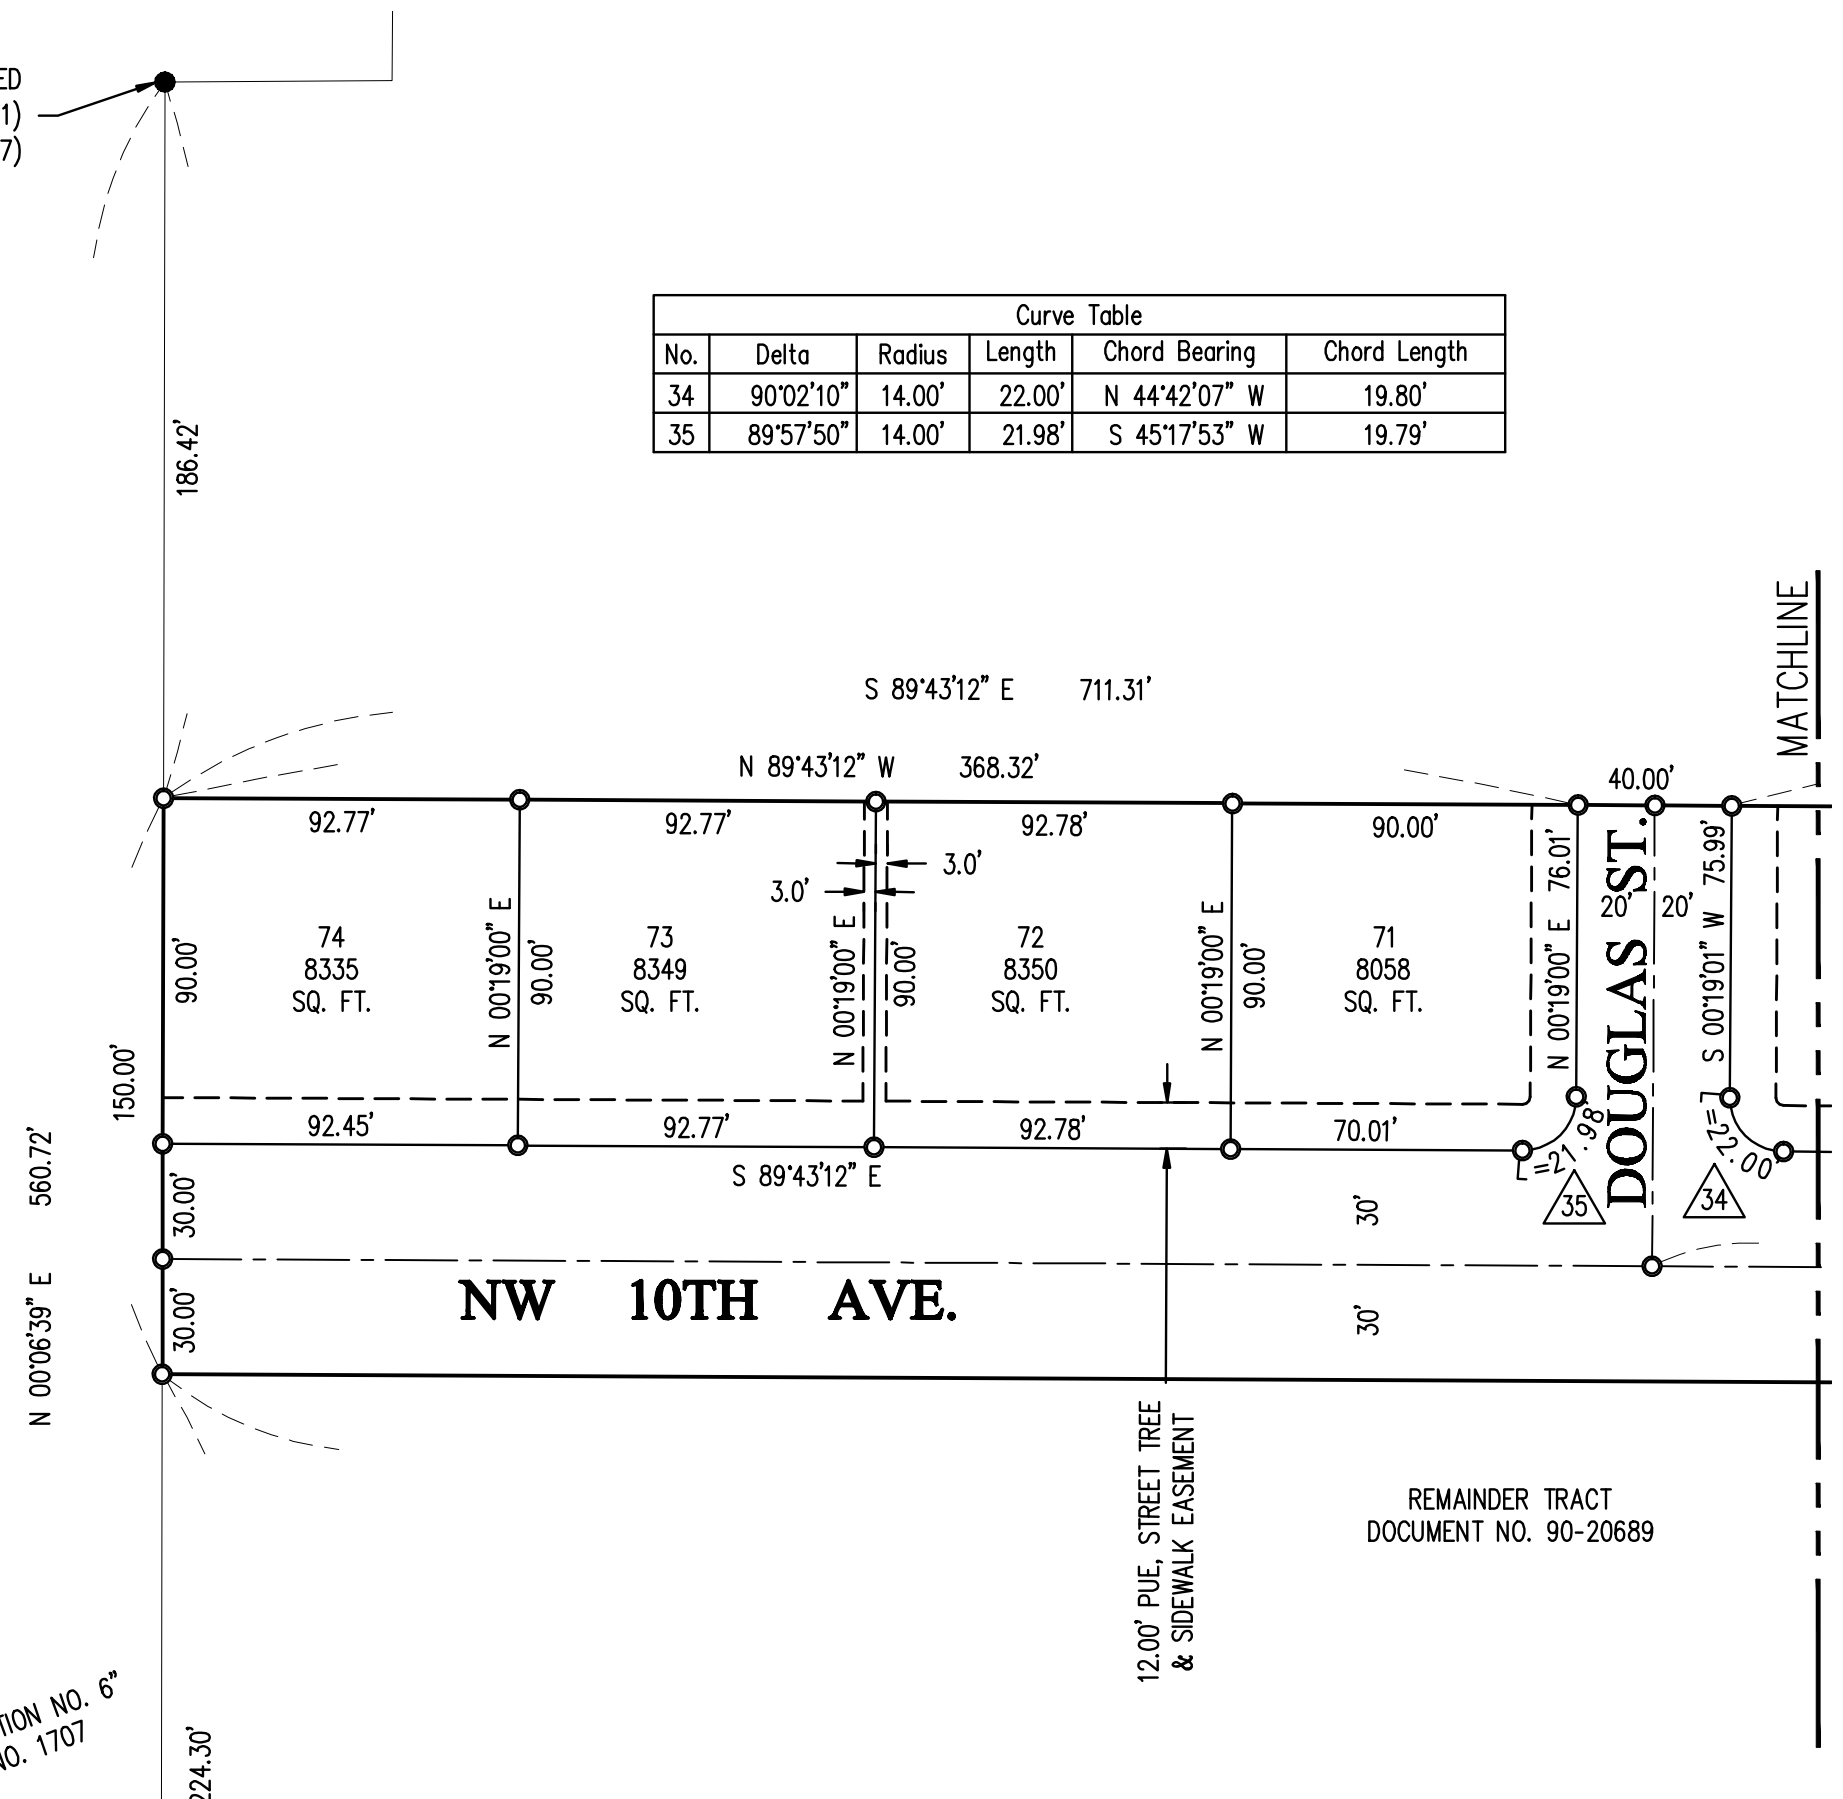 ED
1)
7)
186.42'
Curve Table
No. Delta Radius Length Chord Bearing Chord Length
34 90°02'10" 14.00' 22.00' N 44°42'07" W 19.80'
35 89°57'50" 14.00' 21.98' S 45°17'53" W 19.79'
MATCHLINE
S 89°43'12" E 711.31'
N 89°43'12" W 368.32'
40.00'
92.77'
92.77'
92.78'
90.00'
3.0'
3.0'
90.00'
74
8335
SQ. FT.
N 00°19'00" E
90.00'
73
8349
SQ. FT.
N 00°19'00" E
90.00'
72
8350
SQ. FT.
N 00°19'00" E
90.00'
71
8058
SQ. FT.
N 00°19'00" E 76.01'
DOUGLAS ST.
20'
20'
S 00°19'01" W 75.99'
150.00'
92.45'
92.77'
92.78'
70.01'
L=21.98'
L=22.00'
35
34
S 89°43'12" E
N 00°06'39" E 560.72'
30.00'
30.00'
30'
30'
NW 10TH AVE.
12.00' PUE, STREET TREE
& SIDEWALK EASEMENT
REMAINDER TRACT
DOCUMENT NO. 90-20689
TION NO. 6"
NO. 1707
224.30'